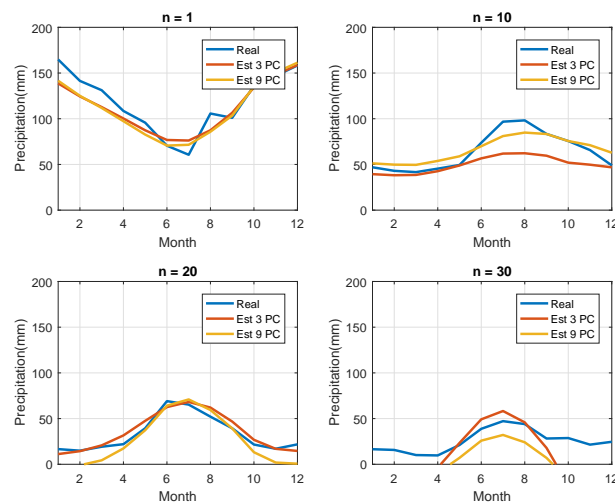 n = 1
200
150
100
50
0
Precipitation(mm)
2
4
6
8
10
12
Month
Real
Est 3 PC
Est 9 PC
n = 10
200
150
100
50
0
Precipitation(mm)
2
4
6
8
10
12
Month
Real
Est 3 PC
Est 9 PC
n = 20
200
150
100
50
0
Precipitation(mm)
2
4
6
8
10
12
Month
Real
Est 3 PC
Est 9 PC
n = 30
200
150
100
50
0
Precipitation(mm)
2
4
6
8
10
12
Month
Real
Est 3 PC
Est 9 PC